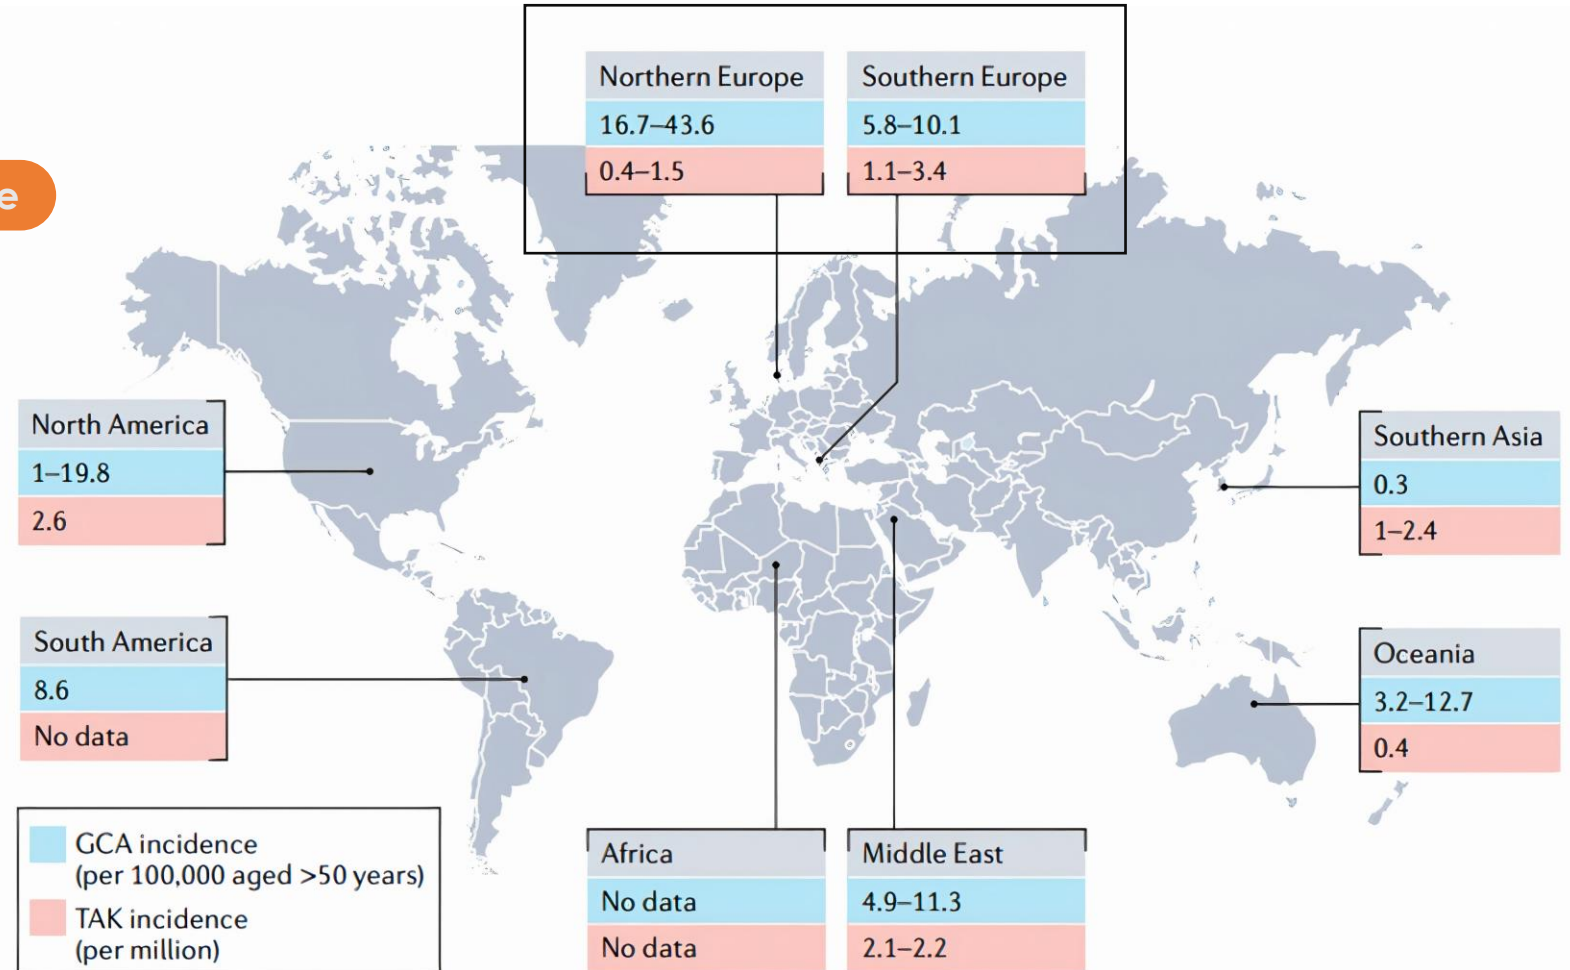 Northern Europe
16.7–43.6
0.4–1.5
Southern Europe
5.8–10.1
1.1–3.4
e
North America
1–19.8
2.6
Southern Asia
0.3
1–2.4
South America
8.6
No data
Oceania
3.2–12.7
0.4
GCA incidence
(per 100,000 aged >50 years)
TAK incidence
(per million)
Africa
No data
No data
Middle East
4.9–11.3
2.1–2.2